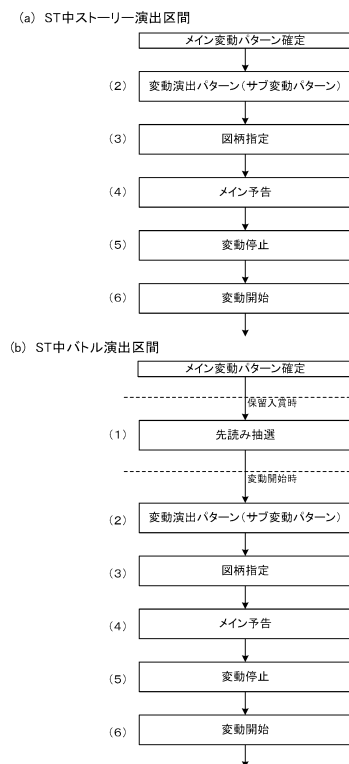 (a) ST中ストーリー演出区間
メイン変動パターン確定
(2) 変動演出パターン(サブ変動パターン)
(3) 図柄指定
(4) メイン予告
(5) 変動停止
(6) 変動開始
(b) ST中バトル演出区間
メイン変動パターン確定
保留入賞時
(1) 先読み抽選
変動開始時
(2) 変動演出パターン(サブ変動パターン)
(3) 図柄指定
(4) メイン予告
(5) 変動停止
(6) 変動開始